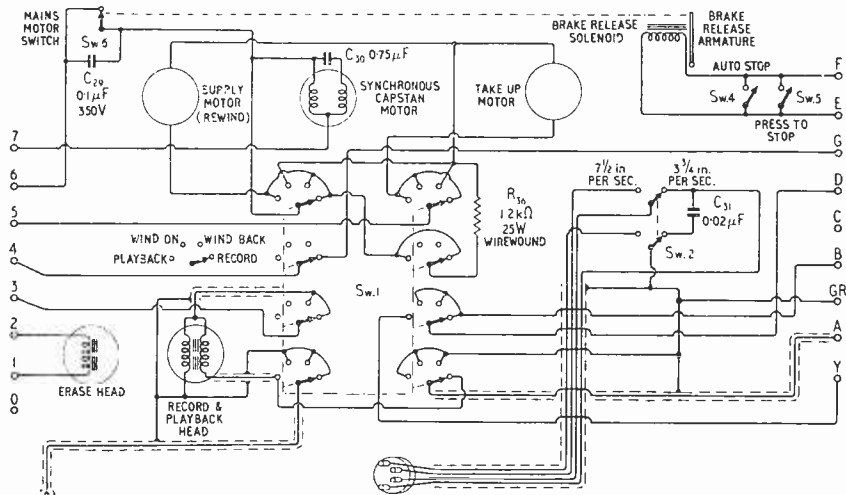 MAINS
MOTOR
SWITCH
Sw.6
C29
0·1μF
350V
SUPPLY
MOTOR
(REWIND)
C30 0·75μF
SYNCHRONOUS
CAPSTAN
MOTOR
TAKE UP
MOTOR
BRAKE RELEASE
SOLENOID
BRAKE
RELEASE
ARMATURE
AUTO STOP
Sw.4
Sw.5
PRESS TO
STOP
F
E
G
D
C
B
GR
A
Y
7
6
5
4
3
2
1
0
WIND ON
WIND BACK
PLAYBACK
RECORD
Sw.1
R36
1·2kΩ
25W
WIREWOUND
7½ in
PER SEC.
3¾ in.
PER SEC.
C31
0·02μF
Sw.2
ERASE HEAD
RECORD &
PLAYBACK
HEAD